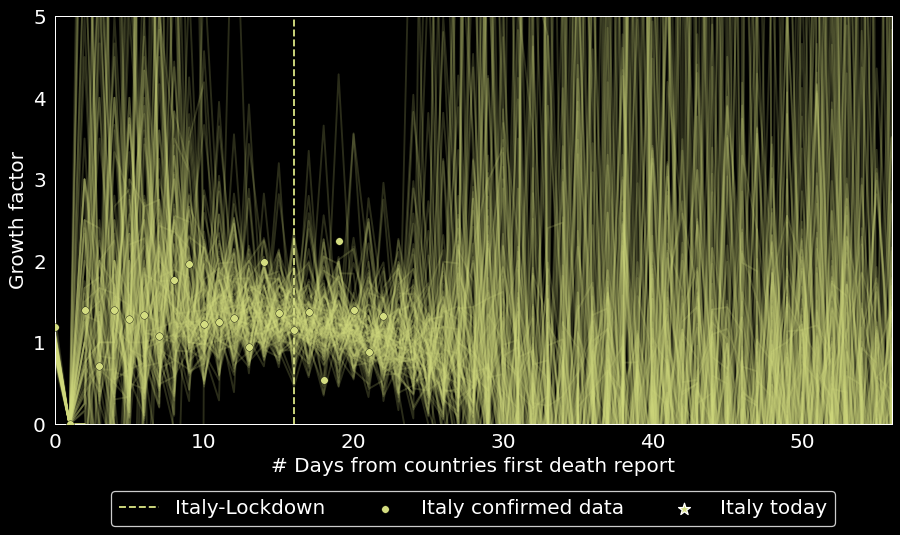 5
4
3
2
1
0
Growth factor
0 10 20 30 40 50
# Days from countries first death report
Italy-Lockdown Italy confirmed data Italy today